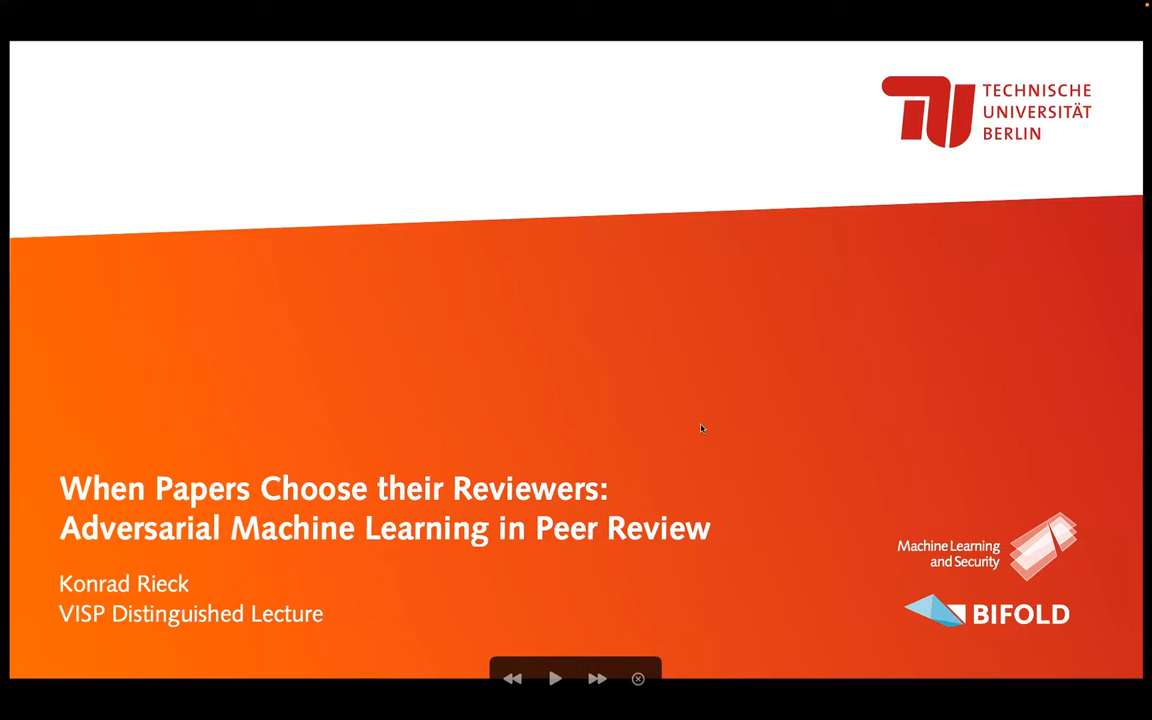 TECHNISCHE
UNIVERSITÄT
BERLIN
When Papers Choose their Reviewers:
Adversarial Machine Learning in Peer Review
Konrad Rieck
VISP Distinguished Lecture
Machine Learning
and Security
BIFOLD